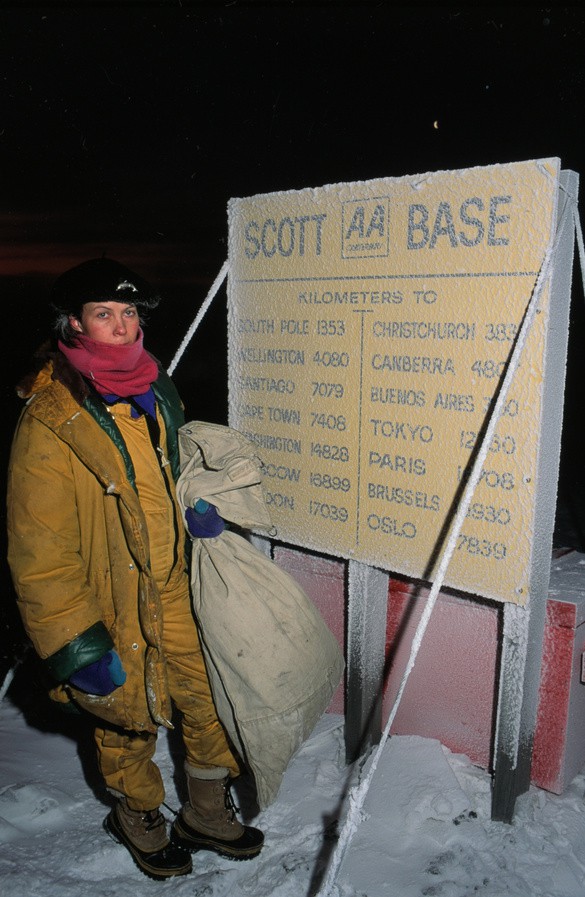 SCOTT AA BASE
KILOMETERS TO
SOUTH POLE 1353 CHRISTCHURCH
WELLINGTON 4080 CANBERRA
SANTIAGO 7079 BUENOS AIRES
CAPE TOWN 7408 TOKYO
14828 PARIS
16899 BRUSSELS
17039 OSLO